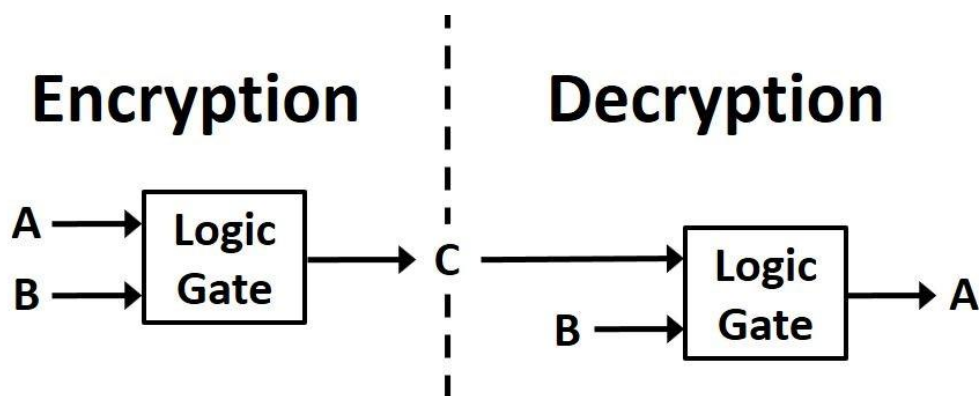 Encryption
Decryption
A
B
Logic
Gate
C
B
Logic
Gate
A